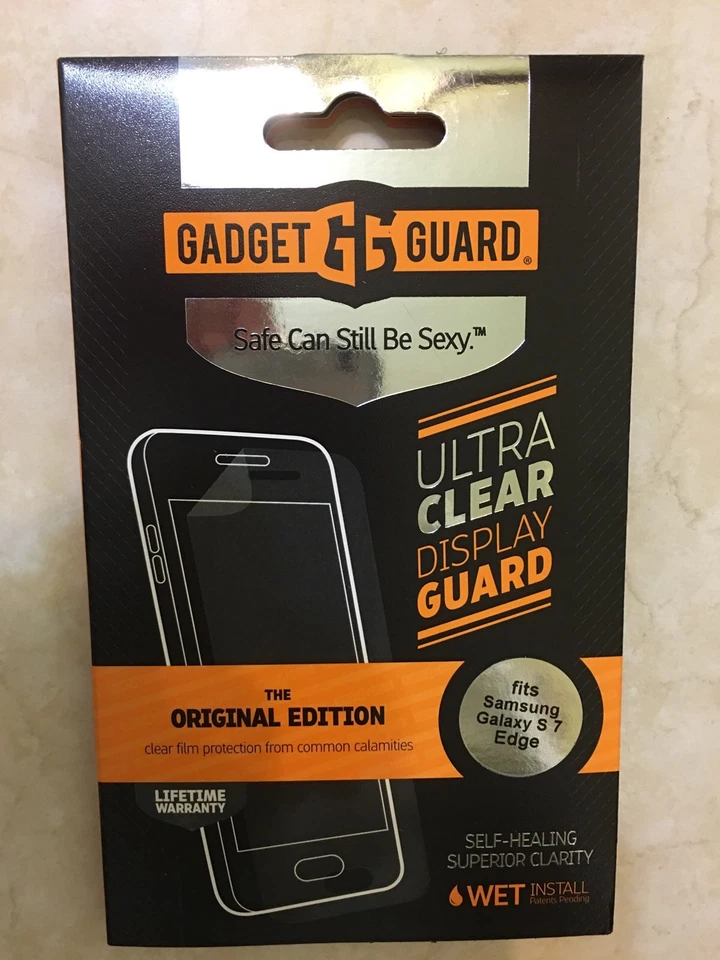 GADGET GG GUARD®
Safe Can Still Be Sexy.™
ULTRA
CLEAR
DISPLAY
GUARD
THE
ORIGINAL EDITION
clear film protection from common calamities
fits
Samsung
Galaxy S 7
Edge
LIFETIME
WARRANTY
SELF-HEALING
SUPERIOR CLARITY
WET INSTALL
Patents Pending